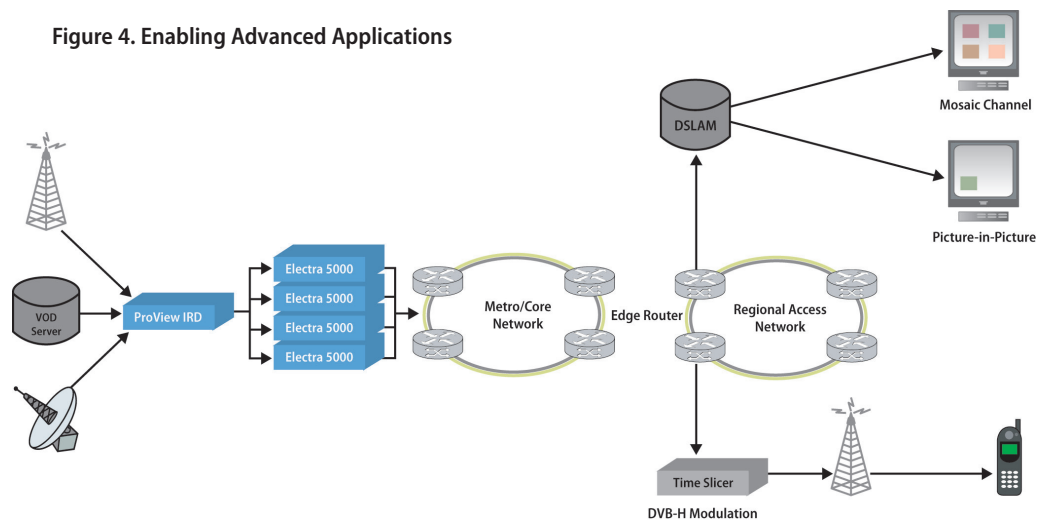 Figure 4. Enabling Advanced Applications
DSLAM
Mosaic Channel
Picture-in-Picture
VOD
Server
ProView IRD
Electra 5000
Electra 5000
Electra 5000
Electra 5000
Metro/Core
Network
Edge Router
Regional Access
Network
Time Slicer
DVB-H Modulation